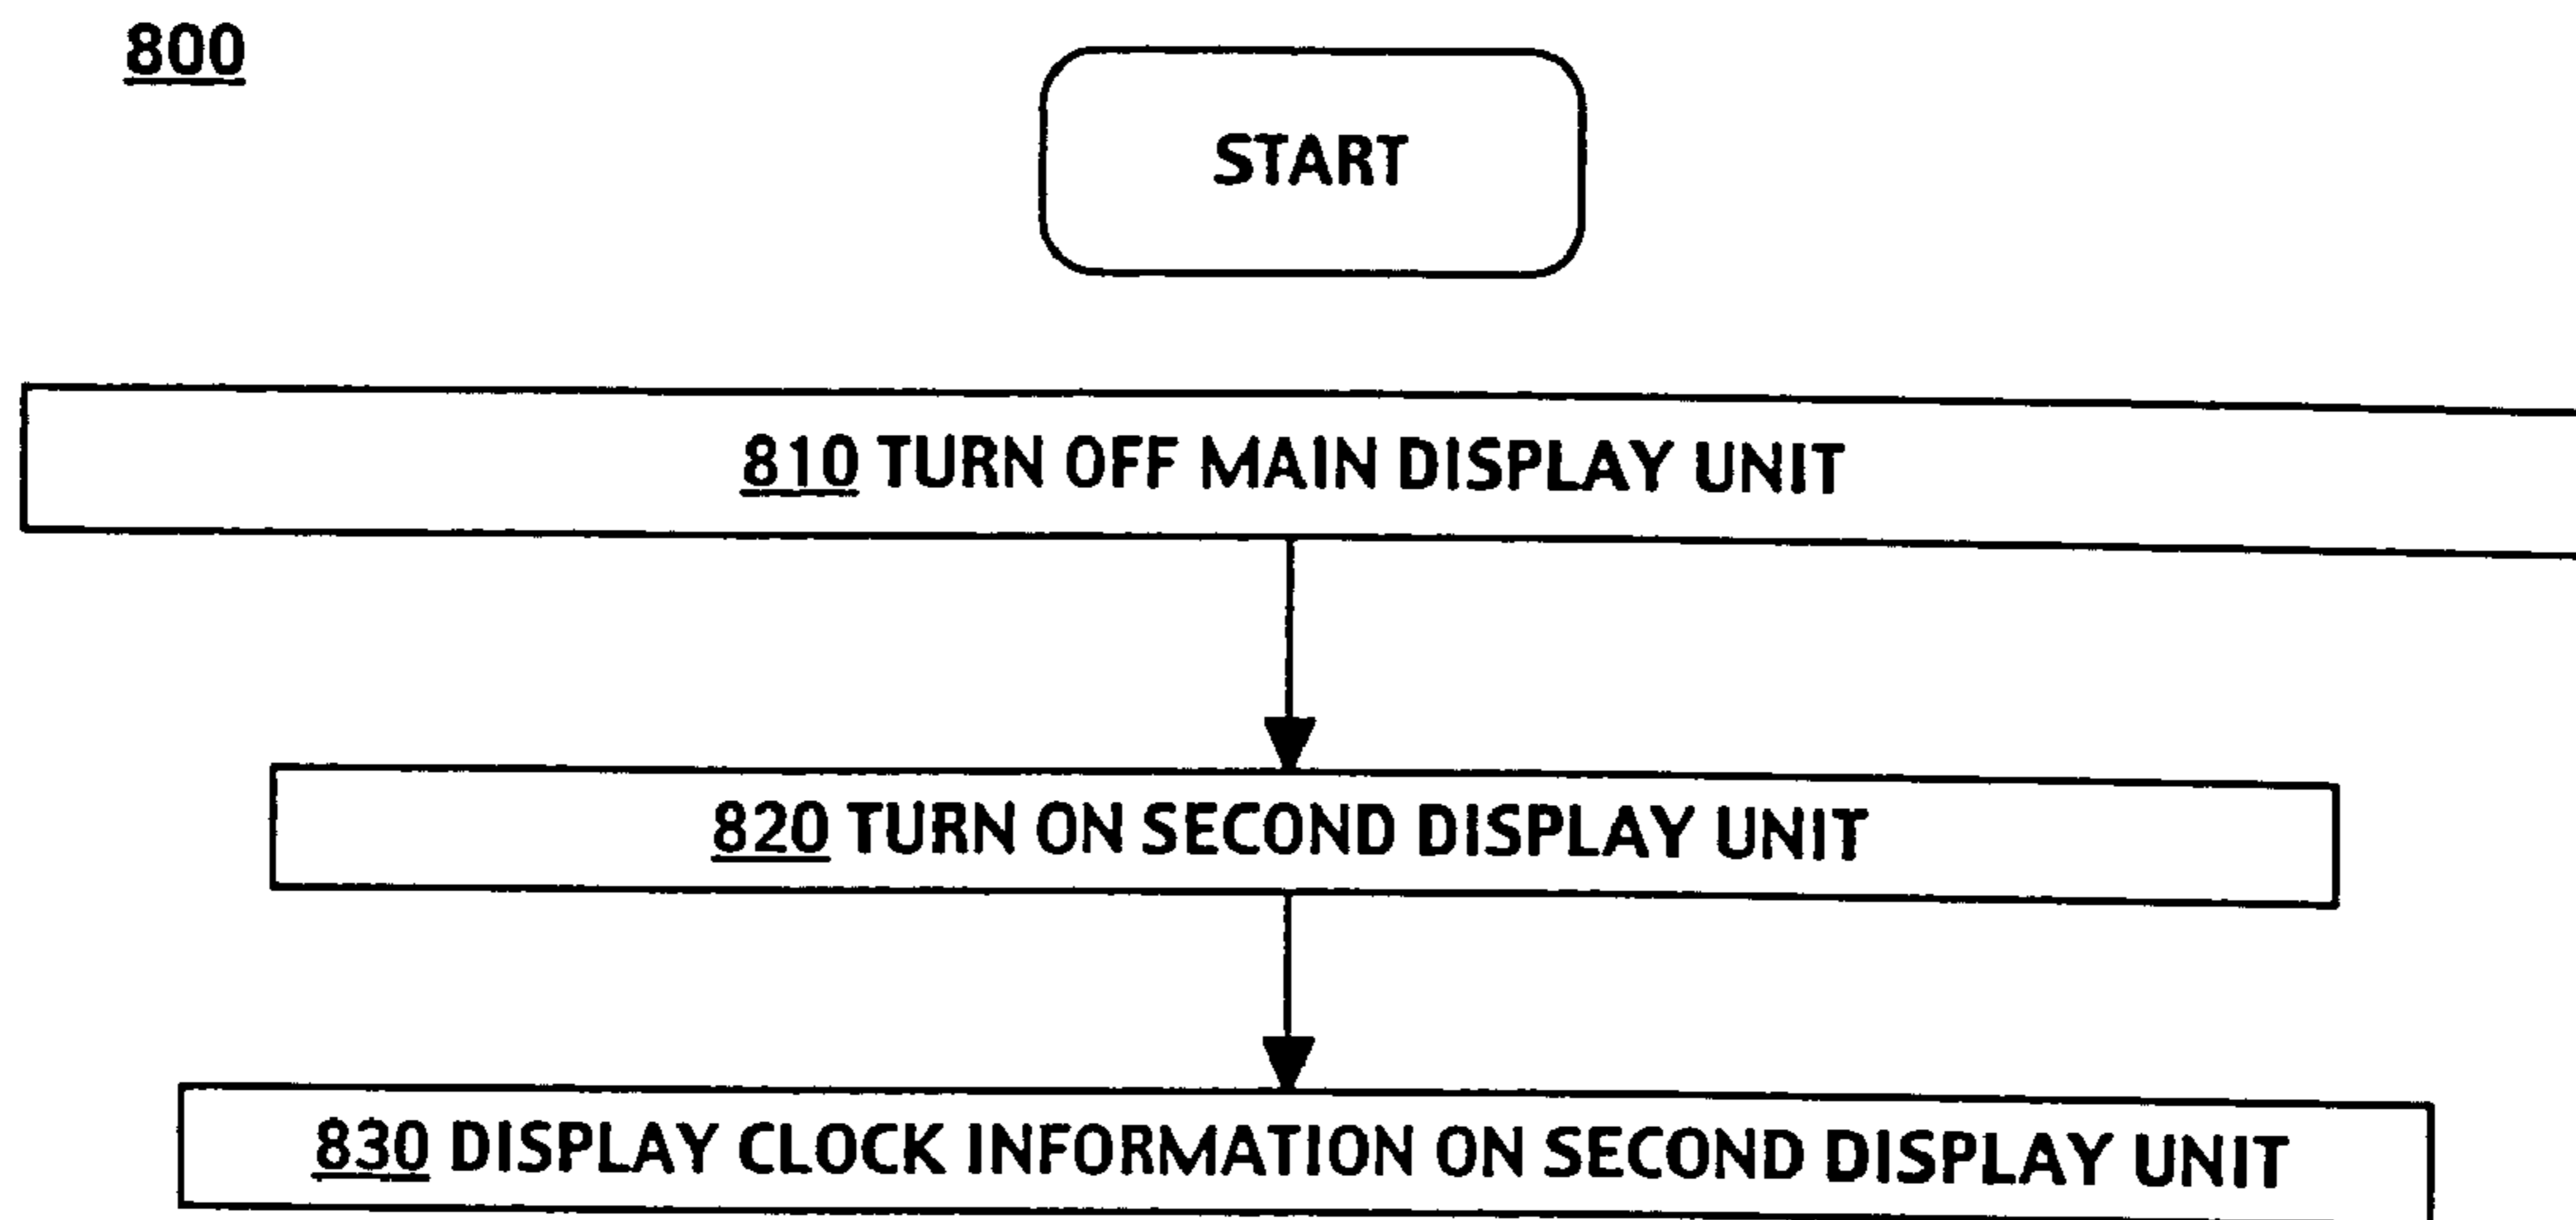 800
START
810 TURN OFF MAIN DISPLAY UNIT
820 TURN ON SECOND DISPLAY UNIT
830 DISPLAY CLOCK INFORMATION ON SECOND DISPLAY UNIT